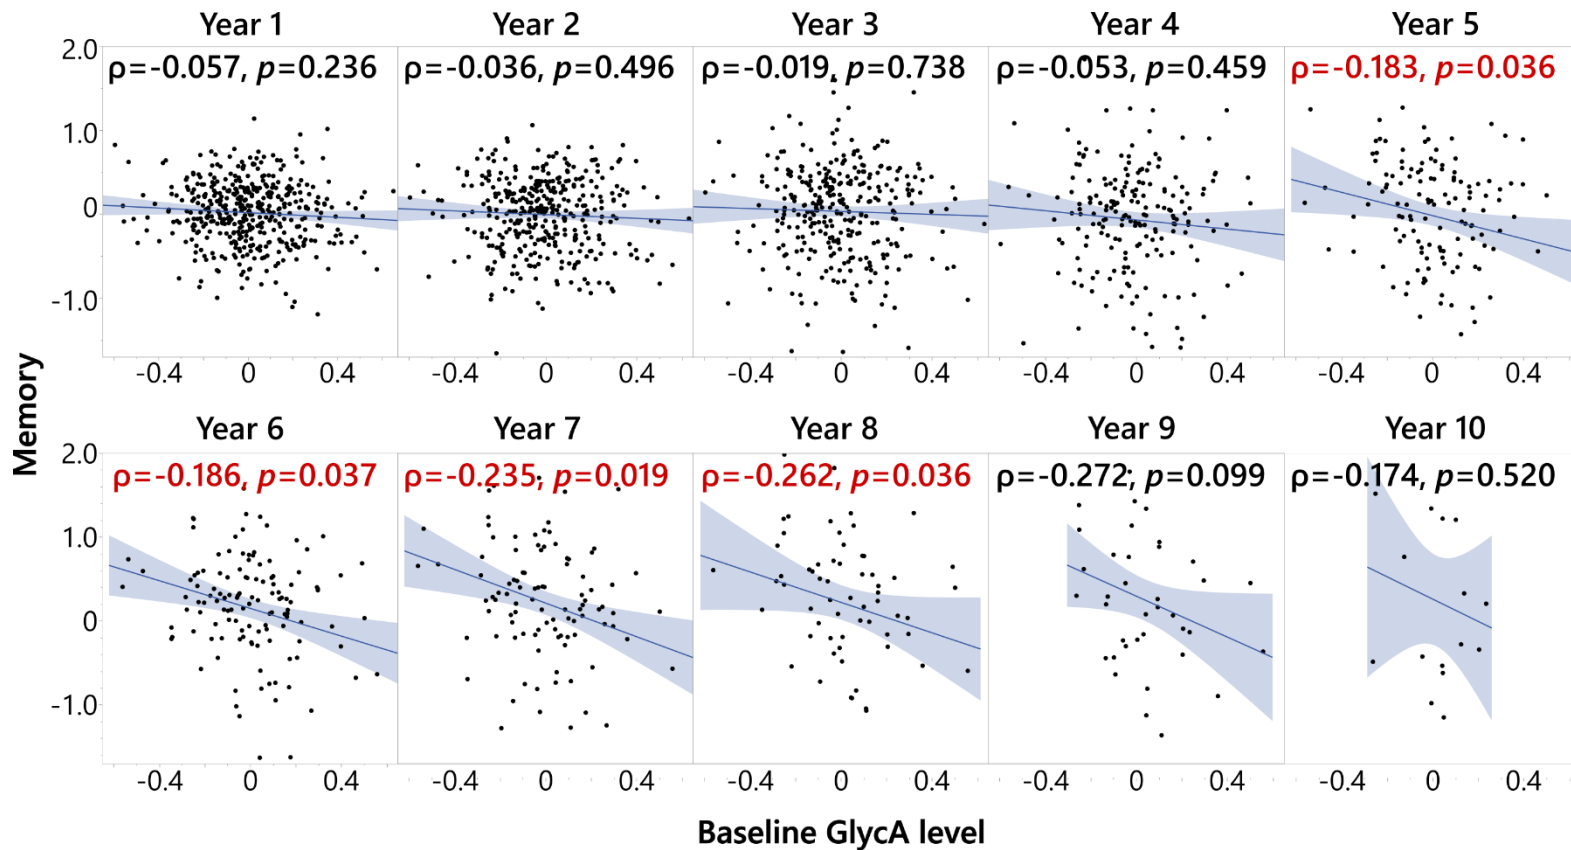 Year 1 Year 2 Year 3 Year 4 Year 5
2.0
ρ=-0.057, p=0.236 ρ=-0.036, p=0.496 ρ=-0.019, p=0.738 ρ=-0.053, p=0.459 ρ=-0.183, p=0.036
1.0
0
-1.0
-0.4 0 0.4 -0.4 0 0.4 -0.4 0 0.4 -0.4 0 0.4 -0.4 0 0.4
Memory
Year 6 Year 7 Year 8 Year 9 Year 10
2.0
ρ=-0.186, p=0.037 ρ=-0.235, p=0.019 ρ=-0.262, p=0.036 ρ=-0.272, p=0.099 ρ=-0.174, p=0.520
1.0
0
-1.0
-0.4 0 0.4 -0.4 0 0.4 -0.4 0 0.4 -0.4 0 0.4 -0.4 0 0.4
Baseline GlycA level